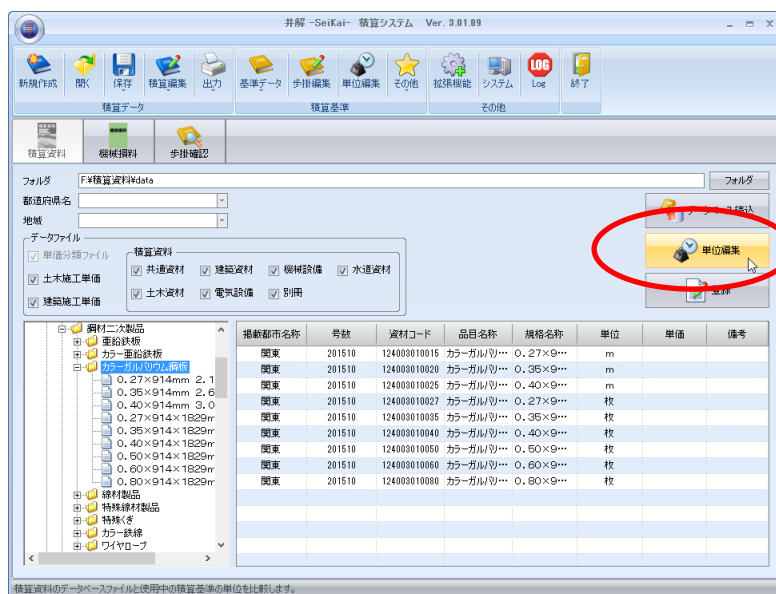 井解 -SeiKai- 積算システム Ver. 3.01.09
新規作成 開く 保存 積算編集 出力 基準データ 歩掛編集 単位編集 その他 拡張機能 システム Log 終了
LOG
積算データ 積算基準 その他
積算資料 機械損料 歩掛確認
フォルダ F:¥積算資料¥data フォルダ
都道府県名
地域
データファイル
単価分類ファイル
土木施工単価
建築施工単価
積算資料
共通資材 建築資材 機械設備 水道資材
土木資材 電気設備 別冊
単位編集
登録
鋼材二次製品
亜鉛鉄板
カラー亜鉛鉄板
カラーガルバリウム鋼板
0.27×914mm 2.1
0.35×914mm 2.6
0.40×914mm 3.0
0.27×914×1829m
0.35×914×1829m
0.40×914×1829m
0.50×914×1829m
0.60×914×1829m
0.80×914×1829m
線材製品
特殊線材製品
特殊くぎ
カラー鉄線
ワイヤロープ
掲載都市名称 号数 資材コード 品目名称 規格名称 単位 単価 備考
関東 201510 124003010015 カラーガルバリ… 0.27×9… m
関東 201510 124003010020 カラーガルバリ… 0.35×9… m
関東 201510 124003010025 カラーガルバリ… 0.40×9… m
関東 201510 124003010027 カラーガルバリ… 0.27×9… 枚
関東 201510 124003010035 カラーガルバリ… 0.35×9… 枚
関東 201510 124003010040 カラーガルバリ… 0.40×9… 枚
関東 201510 124003010050 カラーガルバリ… 0.50×9… 枚
関東 201510 124003010060 カラーガルバリ… 0.60×9… 枚
関東 201510 124003010080 カラーガルバリ… 0.80×9… 枚
積算資料のデータベースファイルと使用中の積算基準の単位を比較します。